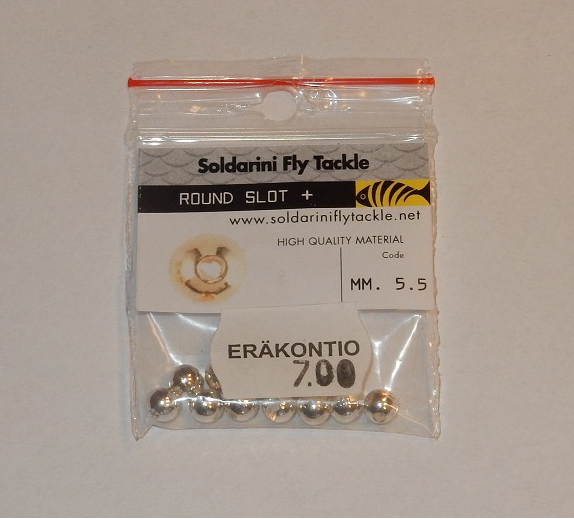 Soldarini Fly Tackle
ROUND SLOT +
www.soldariniflytackle.net
HIGH QUALITY MATERIAL
Code
MM. 5.5
ERÄKONTIO
7.00